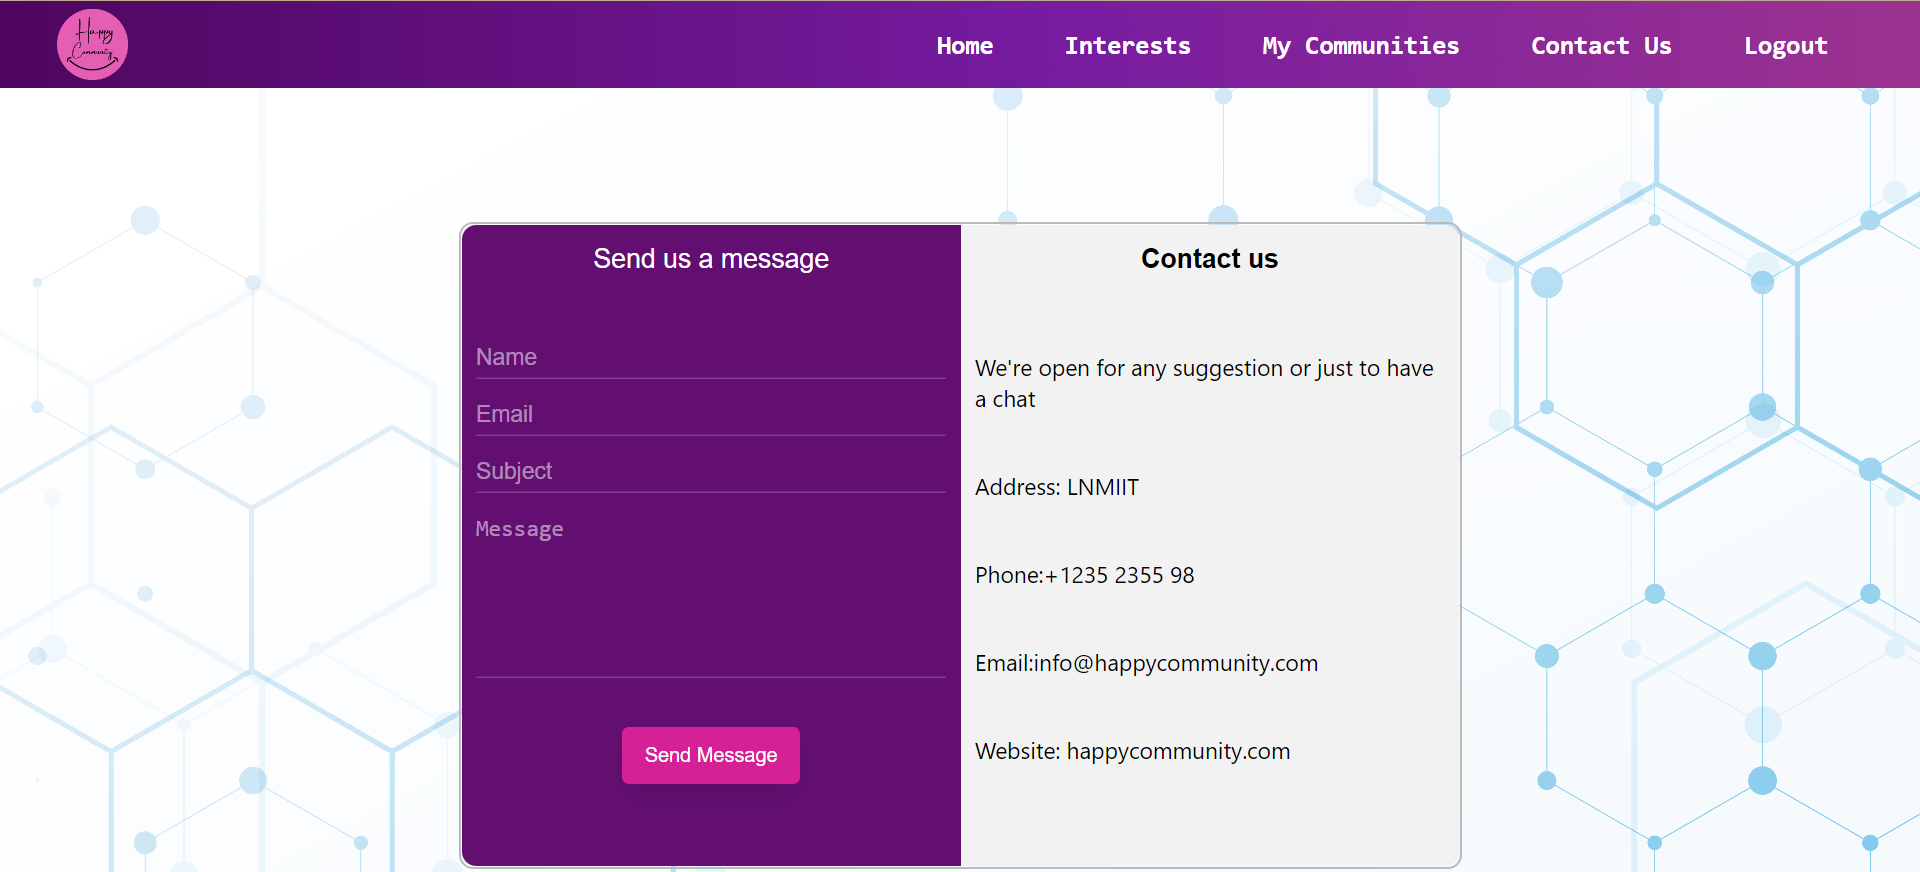 Happy
Community
Home Interests My Communities Contact Us Logout
Send us a message
Name
Email
Subject
Message
Send Message
Contact us
We're open for any suggestion or just to have
a chat
Address: LNMIIT
Phone:+1235 2355 98
Email:info@happycommunity.com
Website: happycommunity.com